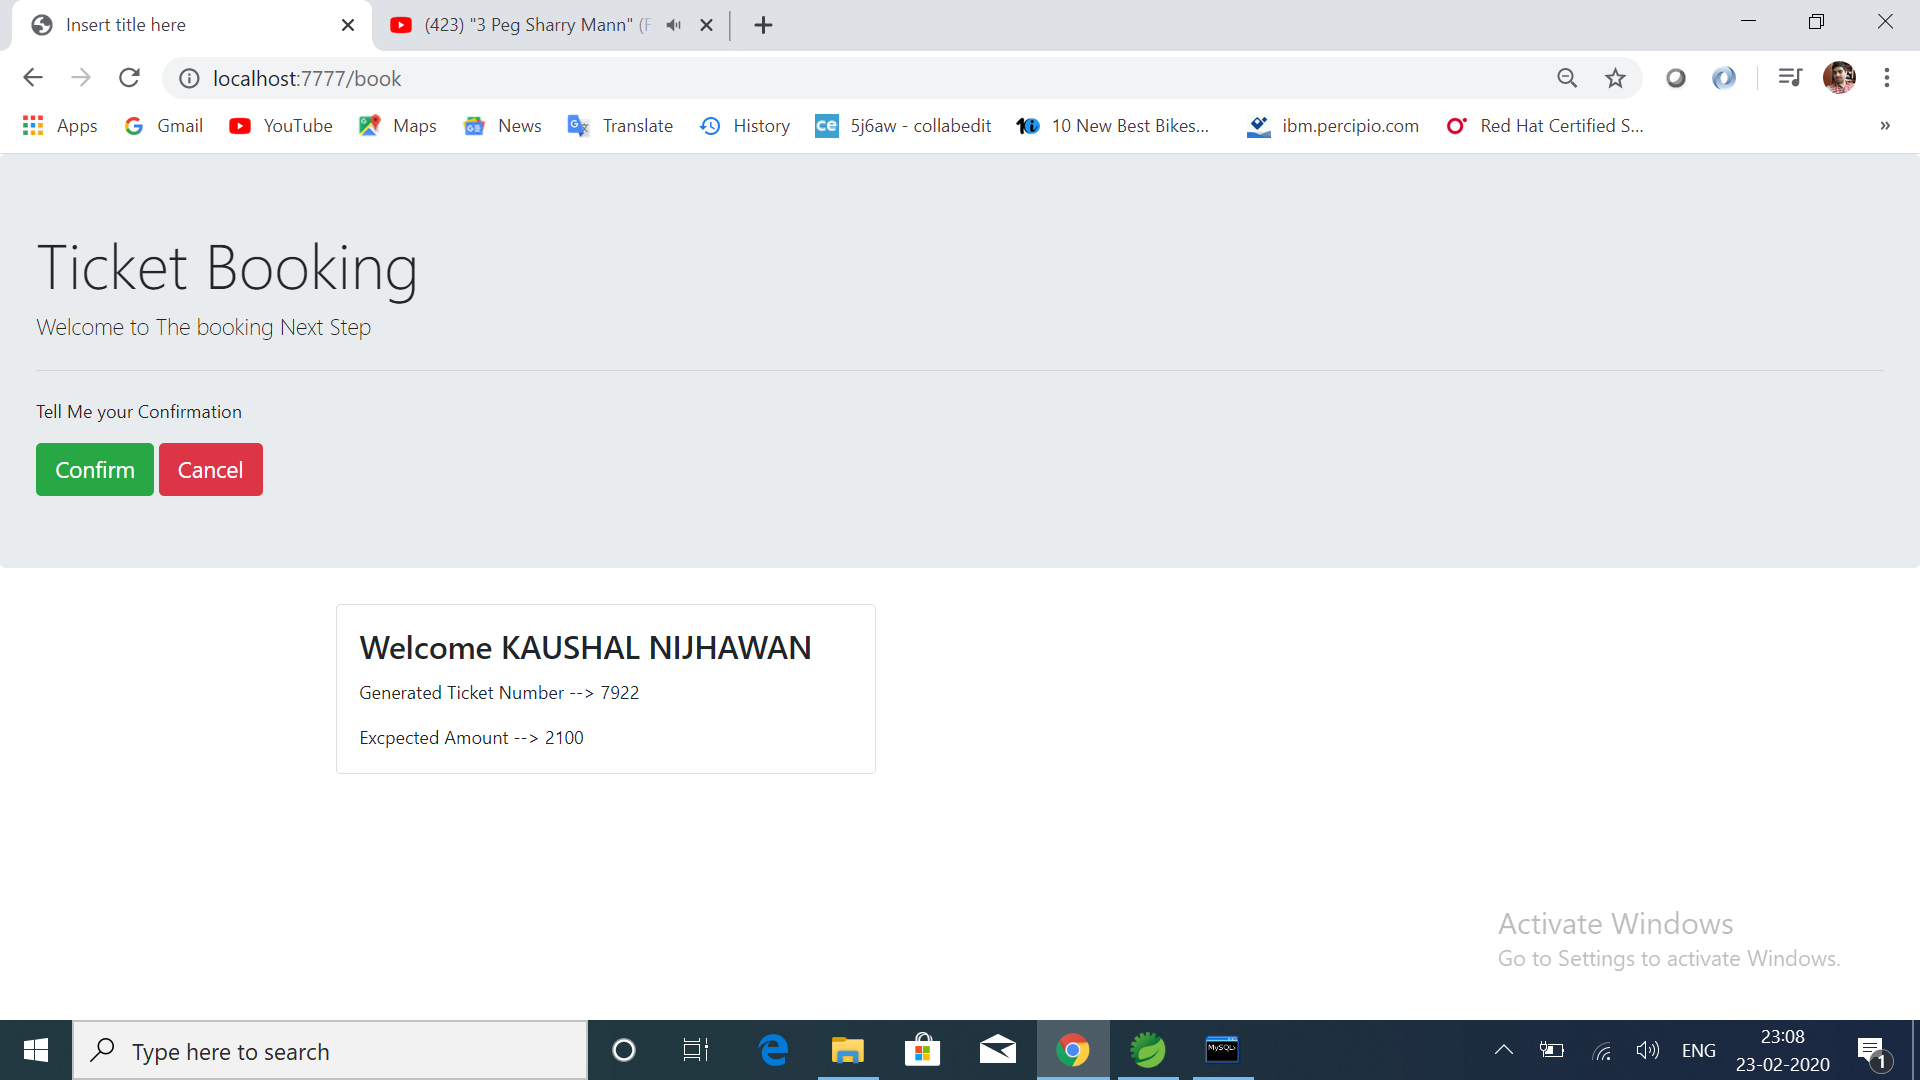 Insert title here
(423) "3 Peg Sharry Mann" (F
localhost:7777/book
Apps Gmail YouTube Maps News Translate History 5j6aw - collabedit 10 New Best Bikes... ibm.percipio.com Red Hat Certified S... »
Ticket Booking
Welcome to The booking Next Step
Tell Me your Confirmation
Confirm Cancel
Welcome KAUSHAL NIJHAWAN
Generated Ticket Number --> 7922
Excpected Amount --> 2100
Activate Windows
Go to Settings to activate Windows.
Type here to search
MySQL>
ENG
23:08
23-02-2020
1